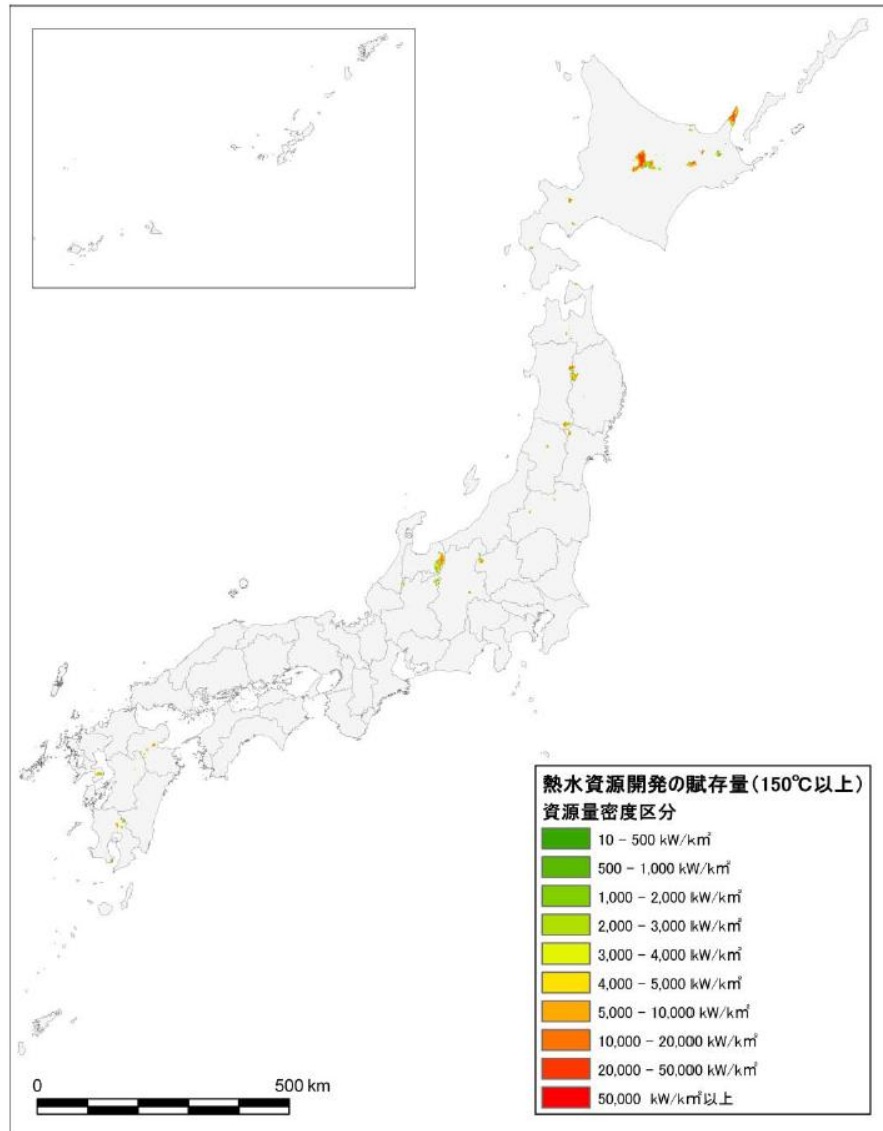 熱水資源開発の賦存量(150℃以上)
資源量密度区分
10 - 500 kW/k㎡
500 - 1,000 kW/k㎡
1,000 - 2,000 kW/k㎡
2,000 - 3,000 kW/k㎡
3,000 - 4,000 kW/k㎡
4,000 - 5,000 kW/k㎡
5,000 - 10,000 kW/k㎡
10,000 - 20,000 kW/k㎡
20,000 - 50,000 kW/k㎡
50,000 kW/k㎡以上
0 500 km